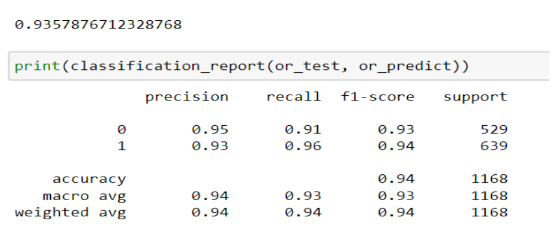 0.9357876712328768
print(classification_report(or_test, or_predict))
precision recall f1-score support
0 0.95 0.91 0.93 529
1 0.93 0.96 0.94 639
accuracy 0.94 1168
macro avg 0.94 0.93 0.93 1168
weighted avg 0.94 0.94 0.94 1168